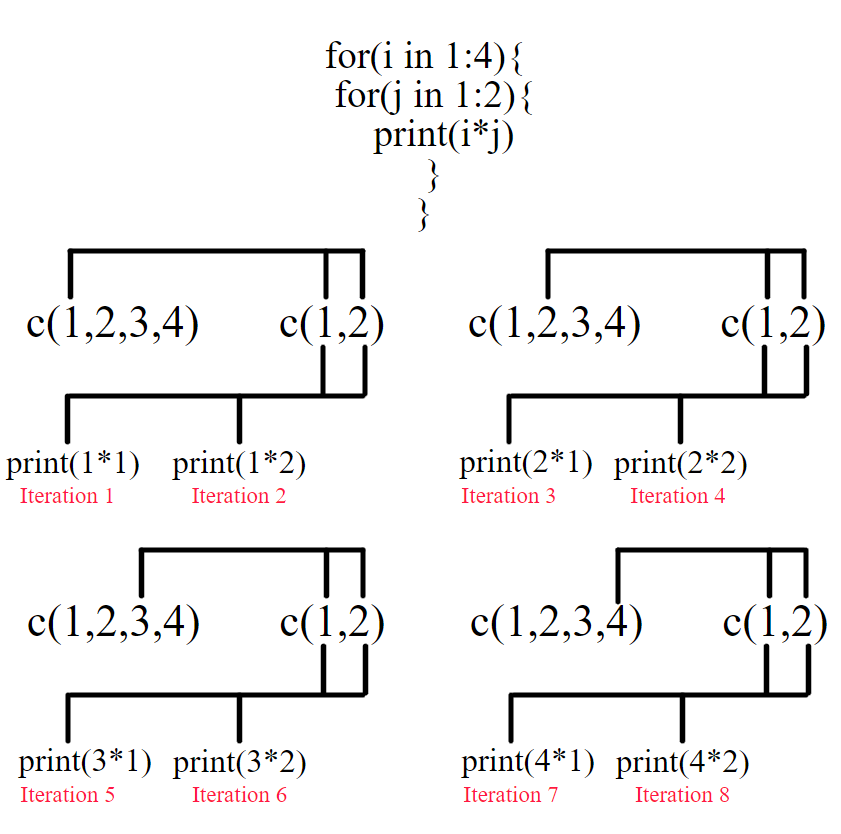 for(i in 1:4){
for(j in 1:2){
print(i*j)
}
}
c(1,2,3,4) c(1,2)
print(1*1) print(1*2)
Iteration 1 Iteration 2
c(1,2,3,4) c(1,2)
print(2*1) print(2*2)
Iteration 3 Iteration 4
c(1,2,3,4) c(1,2)
print(3*1) print(3*2)
Iteration 5 Iteration 6
c(1,2,3,4) c(1,2)
print(4*1) print(4*2)
Iteration 7 Iteration 8